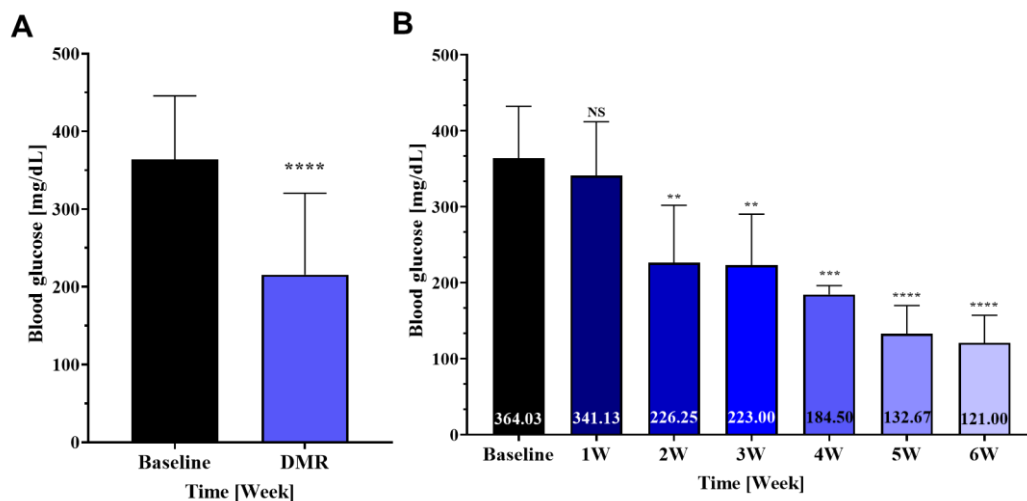 A
Blood glucose [mg/dL]
500
400
300
200
100
0
****
Baseline
DMR
Time [Week]
B
Blood glucose [mg/dL]
500
400
300
200
100
0
NS
**
**
***
****
****
364.03
341.13
226.25
223.00
184.50
132.67
121.00
Baseline
1W
2W
3W
4W
5W
6W
Time [Week]